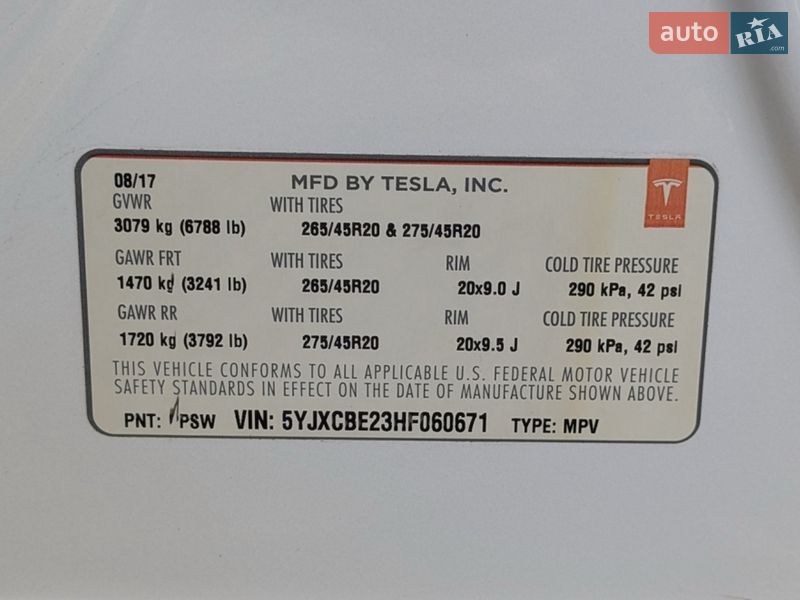 auto RIA .com
08/17 MFD BY TESLA, INC.
GVWR WITH TIRES
3079 kg (6788 lb) 265/45R20 & 275/45R20
TESLA
GAWR FRT WITH TIRES RIM COLD TIRE PRESSURE
1470 kg (3241 lb) 265/45R20 20x9.0 J 290 kPa, 42 psi
GAWR RR WITH TIRES RIM COLD TIRE PRESSURE
1720 kg (3792 lb) 275/45R20 20x9.5 J 290 kPa, 42 psi
THIS VEHICLE CONFORMS TO ALL APPLICABLE U.S. FEDERAL MOTOR VEHICLE
SAFETY STANDARDS IN EFFECT ON THE DATE OF MANUFACTURE SHOWN ABOVE.
PNT: PPSW VIN: 5YJXCBE23HF060671 TYPE: MPV